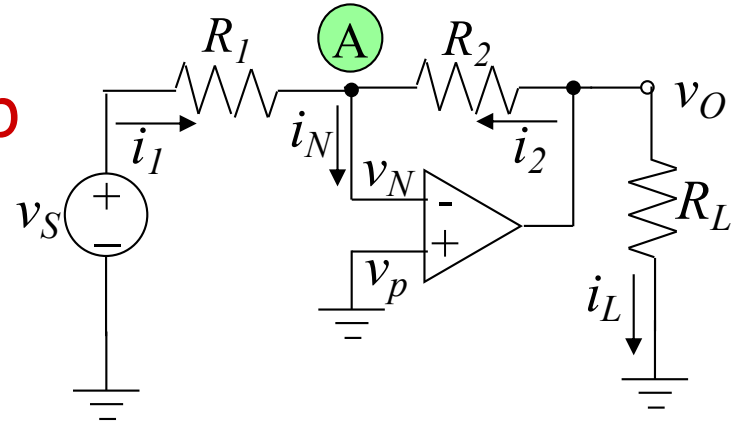 R1 A R2
p
vO
i1 iN i2
vN
vS + - RL
+
vp
iL